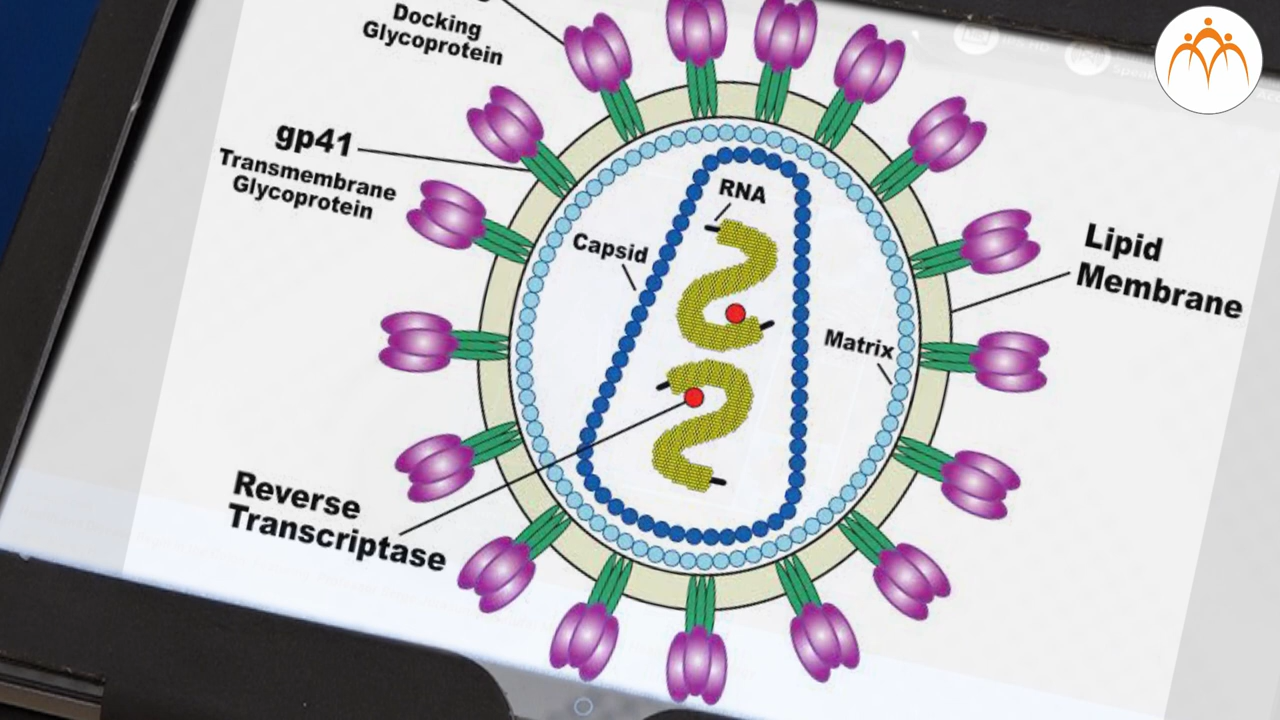 Docking
Glycoprotein
gp41
Transmembrane
Glycoprotein
RNA
Capsid
Lipid
Membrane
Matrix
Reverse
Transcriptase